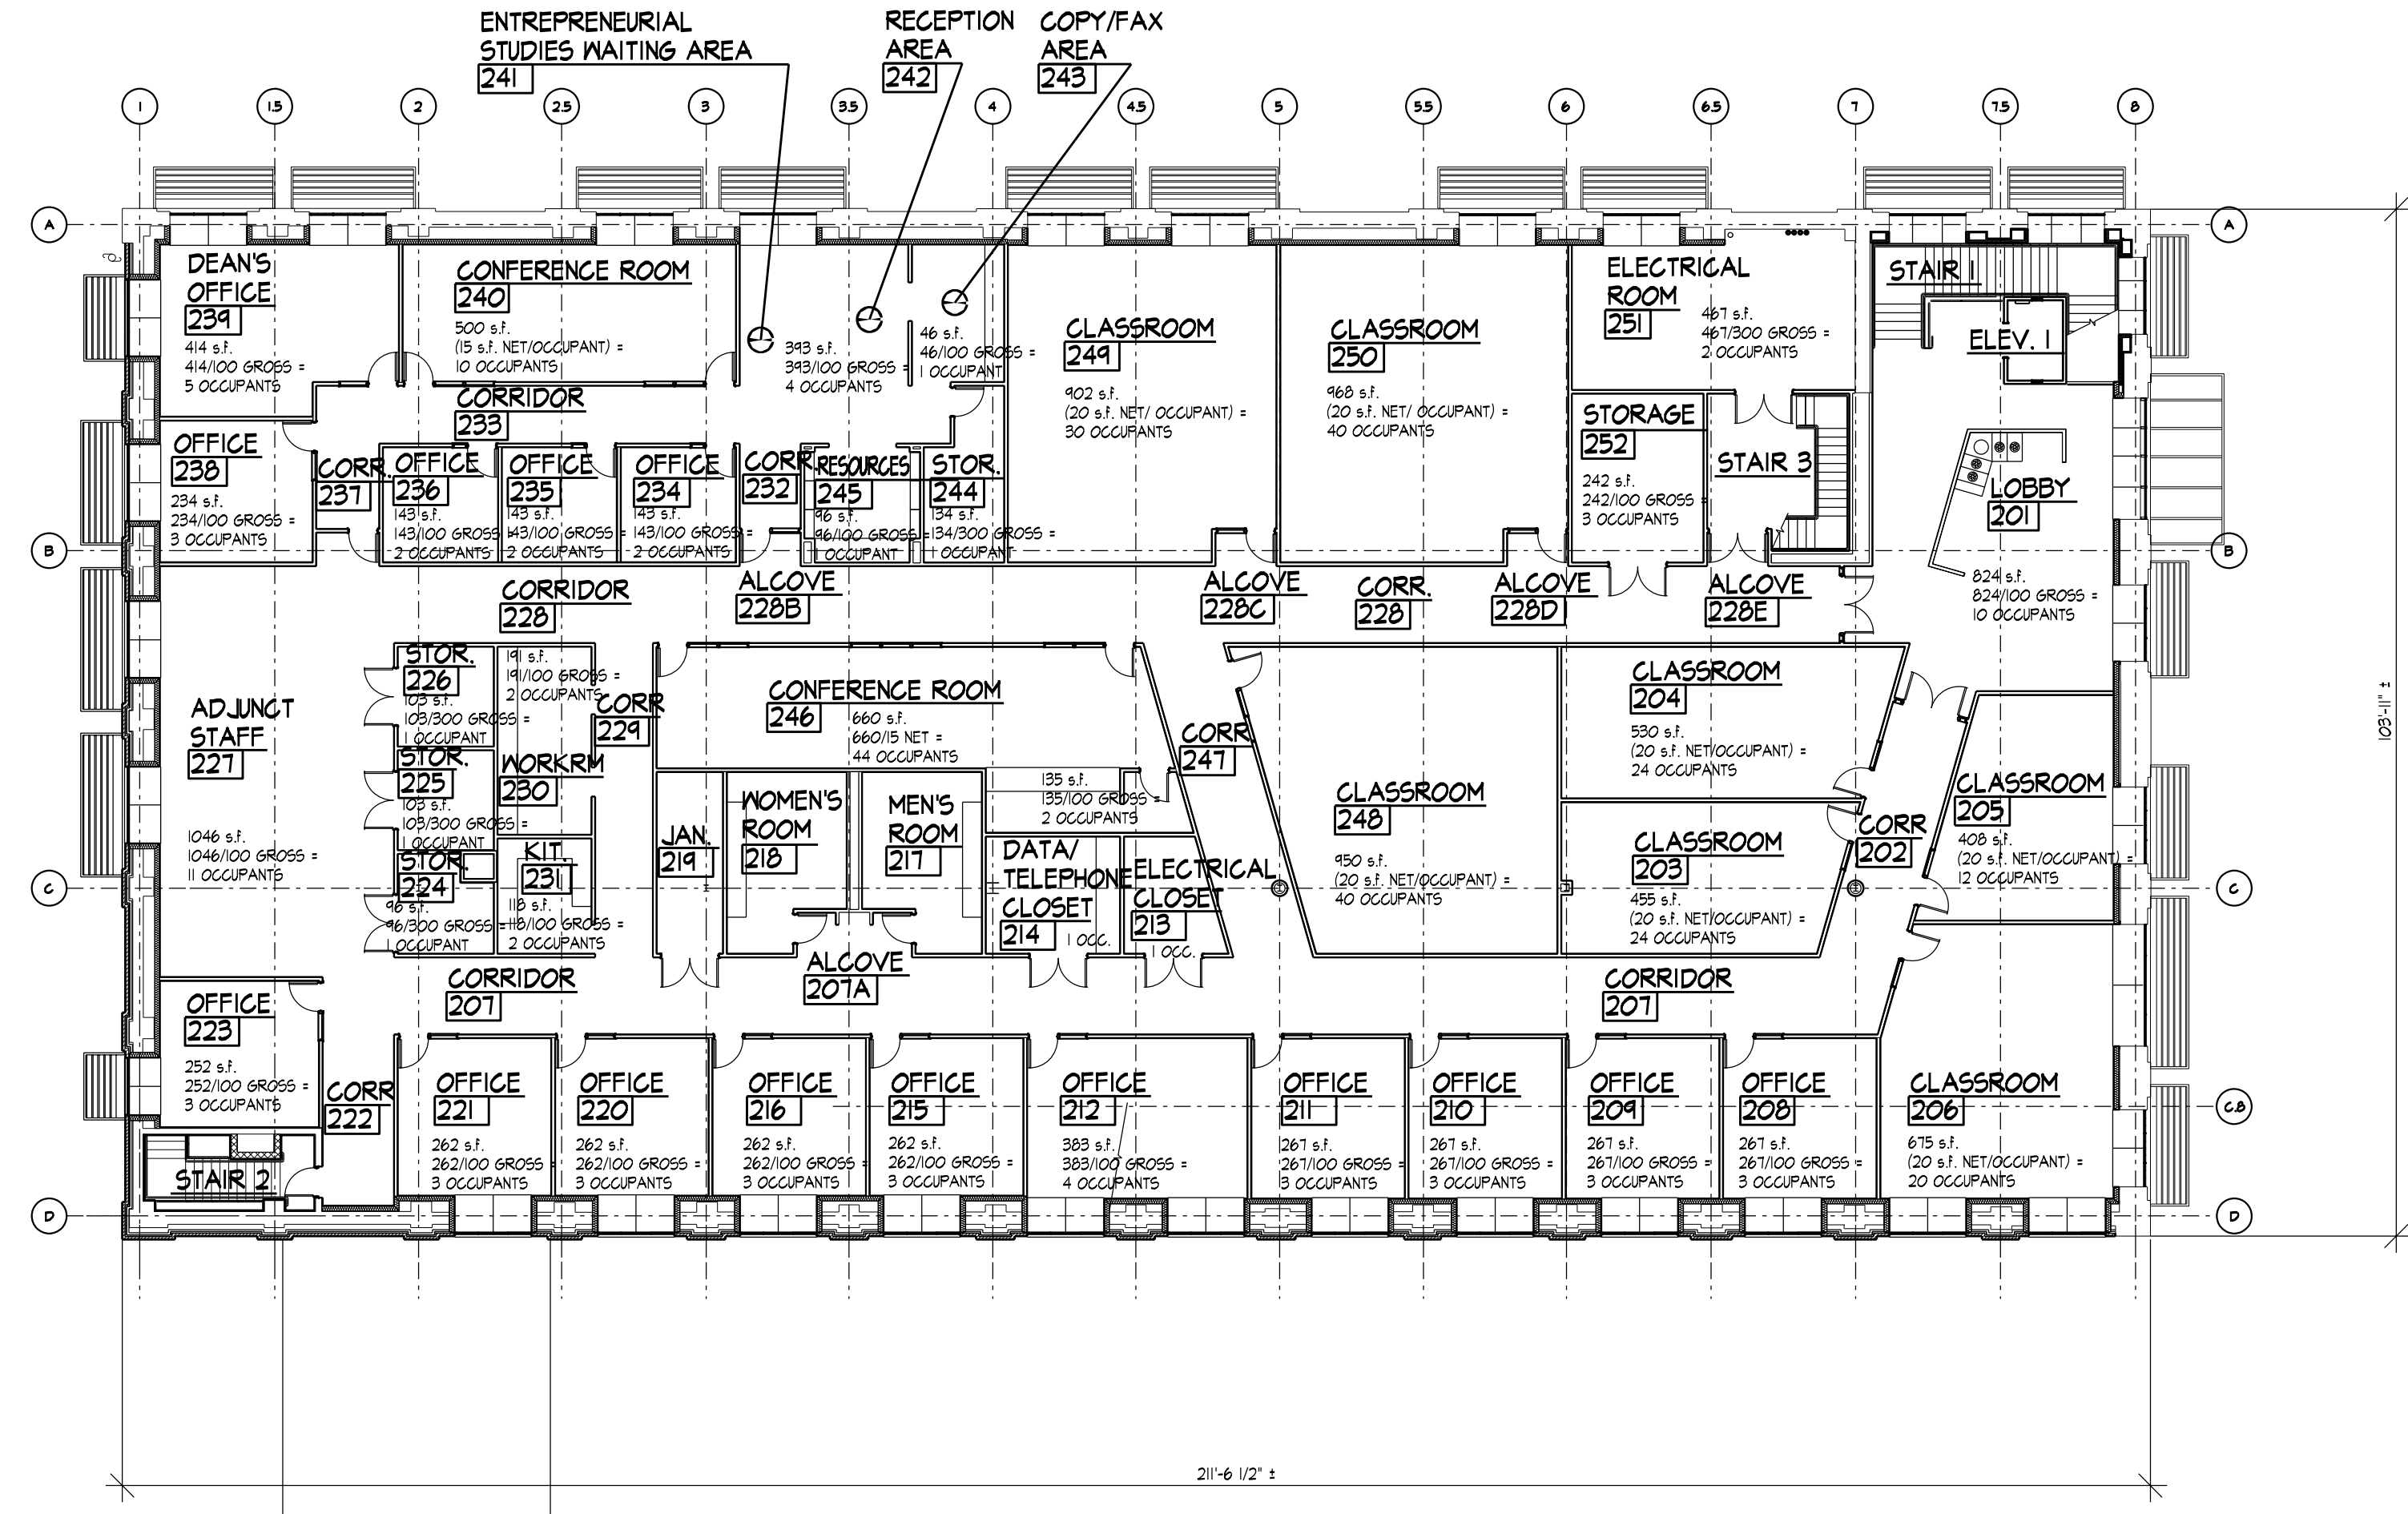 ENTREPRENEURIAL
STUDIES WAITING AREA
241
RECEPTION
AREA
242
COPY/FAX
AREA
243
1
1.5
2
2.5
3
3.5
4
4.5
5
5.5
6
6.5
7
7.5
8
A
A
DEAN'S
OFFICE
239
414 s.f.
414/100 GROSS =
5 OCCUPANTS
CONFERENCE ROOM
240
500 s.f.
(15 s.f. NET/OCCUPANT) =
10 OCCUPANTS
393 s.f.
393/100 GROSS =
4 OCCUPANTS
46 s.f.
46/100 GROSS =
1 OCCUPANT
CLASSROOM
249
902 s.f.
(20 s.f. NET/ OCCUPANT) =
30 OCCUPANTS
CLASSROOM
250
968 s.f.
(20 s.f. NET/ OCCUPANT) =
40 OCCUPANTS
ELECTRICAL
ROOM
251
467 s.f.
467/300 GROSS =
2 OCCUPANTS
STAIR 1
ELEV. 1
CORRIDOR
233
OFFICE
238
234 s.f.
234/100 GROSS =
3 OCCUPANTS
CORR.
237
OFFICE
236
143 s.f.
143/100 GROSS =
2 OCCUPANTS
OFFICE
235
143 s.f.
143/100 GROSS =
2 OCCUPANTS
OFFICE
234
143 s.f.
143/100 GROSS =
2 OCCUPANTS
CORR.
232
RESOURCES
245
96 s.f.
96/100 GROSS =
1 OCCUPANT
STOR.
244
134 s.f.
134/300 GROSS =
1 OCCUPANT
STORAGE
252
242 s.f.
242/100 GROSS =
3 OCCUPANTS
STAIR 3
LOBBY
201
824 s.f.
824/100 GROSS =
10 OCCUPANTS
B
B
CORRIDOR
228
ALCOVE
228B
ALCOVE
228C
CORR.
228
ALCOVE
228D
ALCOVE
228E
ADJUNCT
STAFF
227
1046 s.f.
1046/100 GROSS =
11 OCCUPANTS
STOR.
226
103 s.f.
103/300 GROSS =
1 OCCUPANT
STOR.
225
103 s.f.
103/300 GROSS =
1 OCCUPANT
STOR.
224
96 s.f.
96/300 GROSS =
1 OCCUPANT
191 s.f.
191/100 GROSS =
2 OCCUPANTS
WORKRM
230
CORR
229
KIT.
231
118 s.f.
118/100 GROSS =
2 OCCUPANTS
CONFERENCE ROOM
246
660 s.f.
660/15 NET =
44 OCCUPANTS
JAN.
219
WOMEN'S
ROOM
218
MEN'S
ROOM
217
135 s.f.
135/100 GROSS =
2 OCCUPANTS
DATA/
TELEPHONE
CLOSET
214
1 OCC.
ELECTRICAL
CLOSET
213
1 OCC.
CORR.
247
CLASSROOM
248
950 s.f.
(20 s.f. NET/OCCUPANT) =
40 OCCUPANTS
CLASSROOM
204
530 s.f.
(20 s.f. NET/OCCUPANT) =
24 OCCUPANTS
CLASSROOM
203
455 s.f.
(20 s.f. NET/OCCUPANT) =
24 OCCUPANTS
CORR
202
CLASSROOM
205
408 s.f.
(20 s.f. NET/OCCUPANT) =
12 OCCUPANTS
103'-11" ±
C
C
CORRIDOR
207
ALCOVE
207A
CORRIDOR
207
OFFICE
223
252 s.f.
252/100 GROSS =
3 OCCUPANTS
CORR
222
STAIR 2
OFFICE
221
262 s.f.
262/100 GROSS =
3 OCCUPANTS
OFFICE
220
262 s.f.
262/100 GROSS =
3 OCCUPANTS
OFFICE
216
262 s.f.
262/100 GROSS =
3 OCCUPANTS
OFFICE
215
262 s.f.
262/100 GROSS =
3 OCCUPANTS
OFFICE
212
383 s.f.
383/100 GROSS =
4 OCCUPANTS
OFFICE
211
267 s.f.
267/100 GROSS =
3 OCCUPANTS
OFFICE
210
267 s.f.
267/100 GROSS =
3 OCCUPANTS
OFFICE
209
267 s.f.
267/100 GROSS =
3 OCCUPANTS
OFFICE
208
267 s.f.
267/100 GROSS =
3 OCCUPANTS
CLASSROOM
206
675 s.f.
(20 s.f. NET/OCCUPANT) =
20 OCCUPANTS
C.8
D
D
211'-6 1/2" ±